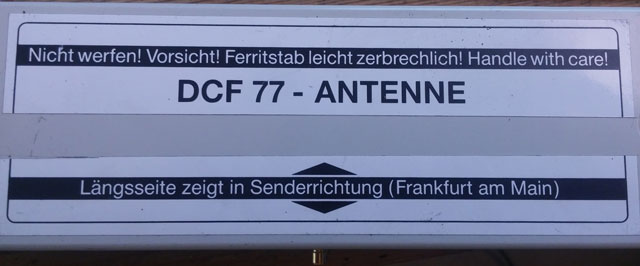 Nicht werfen! Vorsicht! Ferritstab leicht zerbrechlich! Handle with care!
DCF 77 - ANTENNE
Längsseite zeigt in Senderrichtung (Frankfurt am Main)